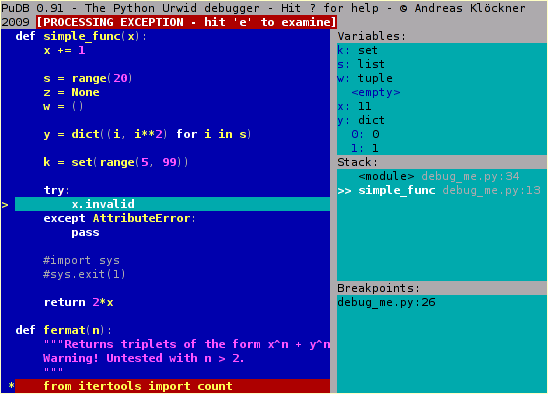 PuDB 0.91 - The Python Urwid debugger - Hit ? for help - © Andreas Klöckner
2009 [PROCESSING EXCEPTION - hit 'e' to examine]
def simple_func(x):
x += 1
s = range(20)
z = None
w = ()
y = dict((i, i**2) for i in s)
k = set(range(5, 99))
try:
> x.invalid
except AttributeError:
pass
#import sys
#sys.exit(1)
return 2*x
def fermat(n):
"""Returns triplets of the form x^n + y^n
Warning! Untested with n > 2.
"""
* from itertools import count
Variables:
k: set
s: list
w: tuple
<empty>
x: 11
y: dict
0: 0
1: 1
Stack:
<module> debug_me.py:34
>> simple_func debug_me.py:13
Breakpoints:
debug_me.py:26